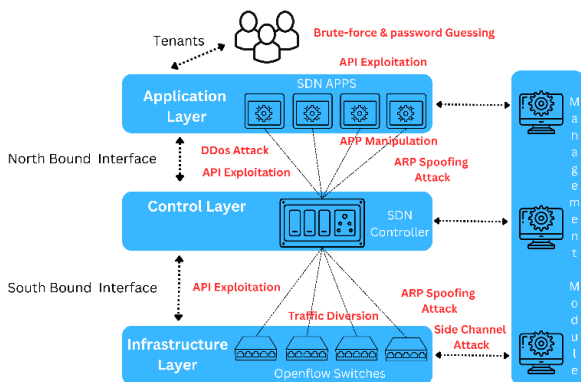 Tenants
Brute-force & password Guessing
API Exploitation
SDN APPS
Application
Layer
DDos Attack
APP Manipulation
North Bound Interface
API Exploitation
ARP Spoofing
Attack
Control Layer
SDN
Controller
South Bound Interface
API Exploitation
ARP Spoofing
Attack
Traffic Diversion
Side Channel
Attack
Infrastructure
Layer
Openflow Switches
Management Module